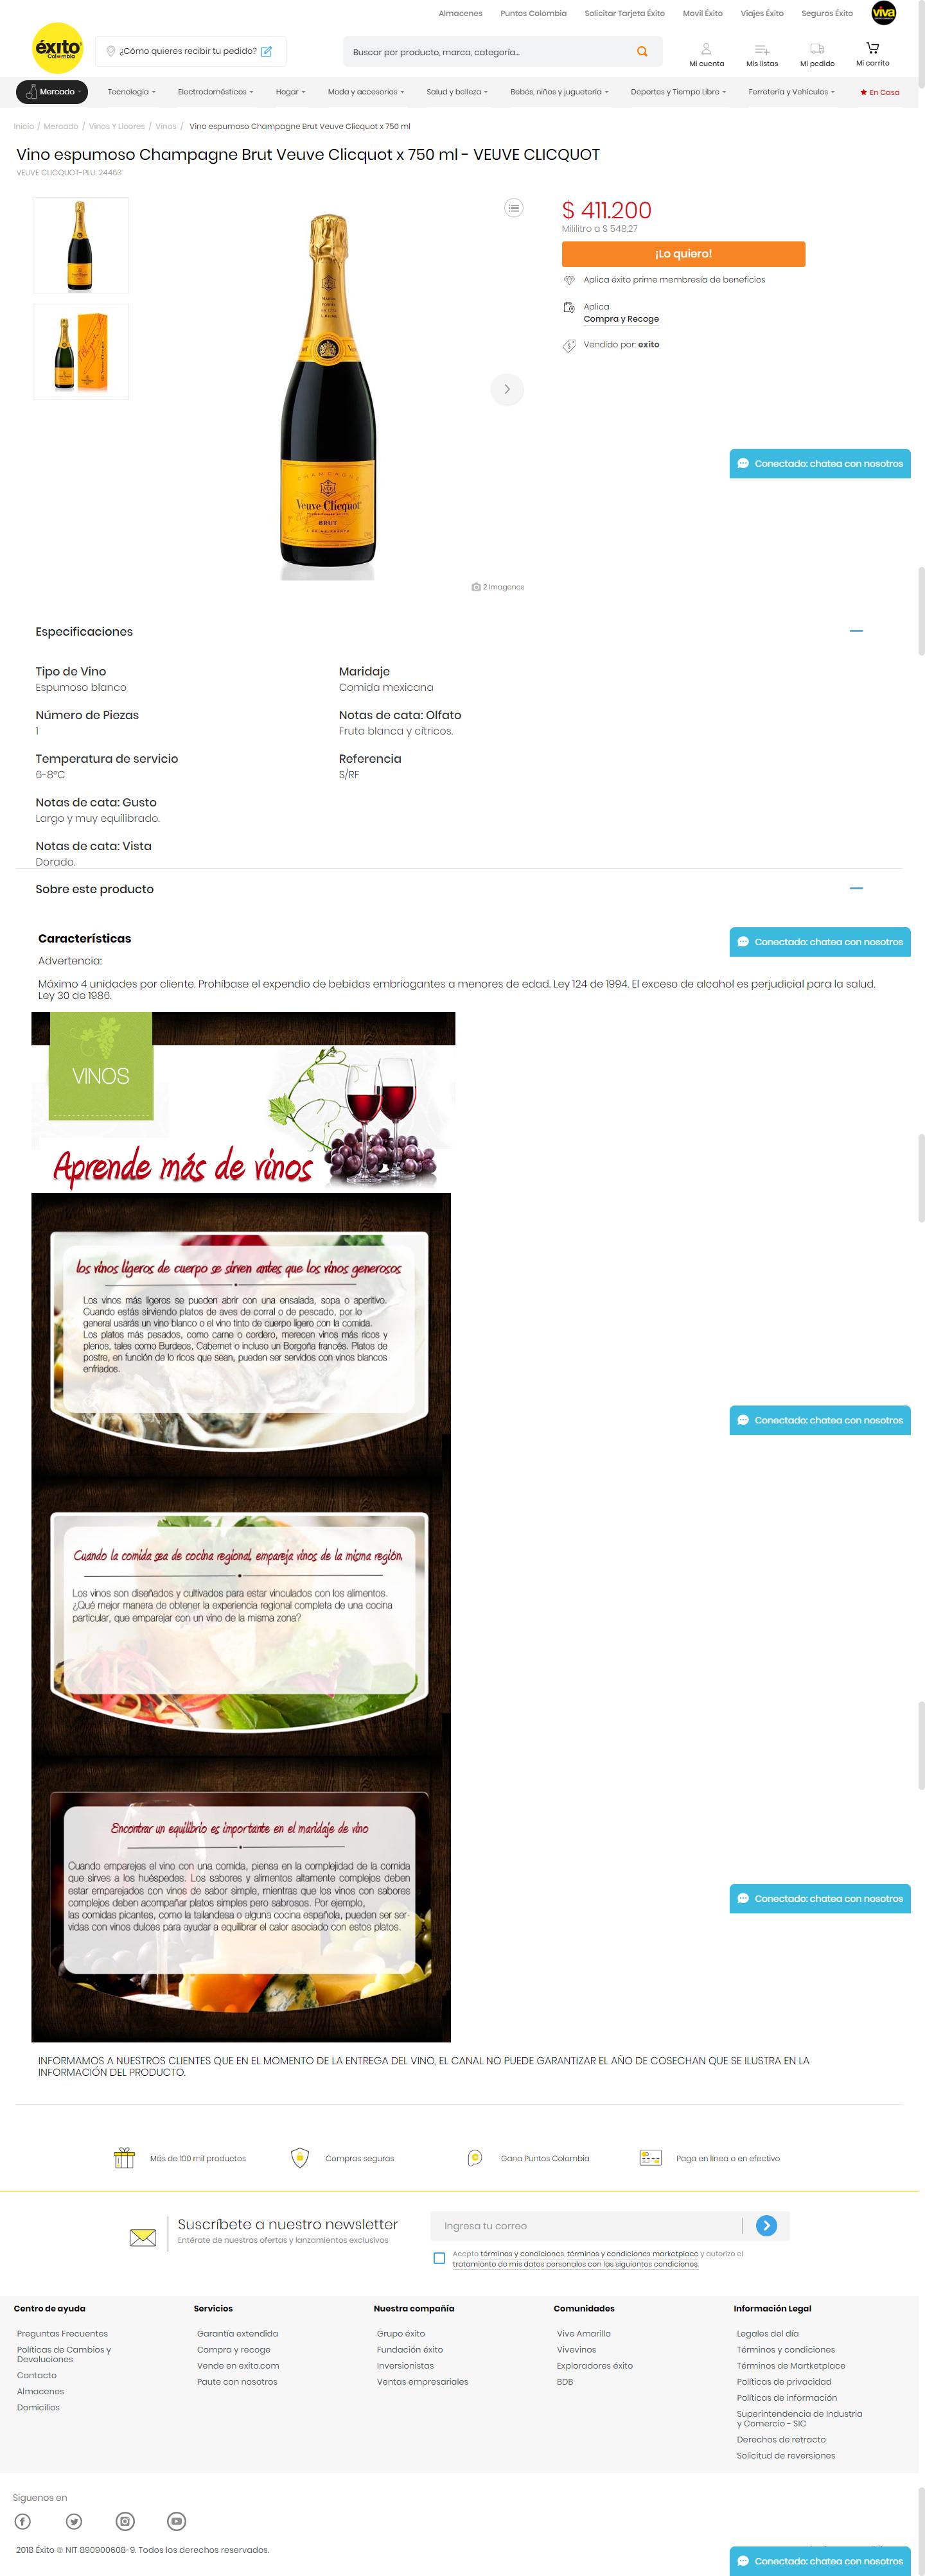 Almacenes Puntos Colombia Solicitar Tarjeta Éxito Movil Éxito Viajes Éxito Seguros Éxito viva
éxito
Colombia
¿Cómo quieres recibir tu pedido?
Buscar por producto, marca, categoría...
Mi cuenta Mis listas Mi pedido Mi carrito
Mercado Tecnología Electrodomésticos Hogar Moda y accesorios Salud y belleza Bebés, niños y juguetería Deportes y Tiempo Libre Ferretería y Vehículos En Casa
Inicio / Mercado / Vinos Y Licores / Vinos / Vino espumoso Champagne Brut Veuve Clicquot x 750 ml
Vino espumoso Champagne Brut Veuve Clicquot x 750 ml - VEUVE CLICQUOT
VEUVE CLICQUOT-PLU: 24463
CHAMPAGNE
Veuve Clicquot
BRUT
$ 411.200
Mililitro a $ 548,27
¡Lo quiero!
Aplica éxito prime membresía de beneficios
Aplica
Compra y Recoge
Vendido por: exito
Conectado: chatea con nosotros
2 Imagenes
Especificaciones
Tipo de Vino
Espumoso blanco
Maridaje
Comida mexicana
Número de Piezas
1
Notas de cata: Olfato
Fruta blanca y cítricos.
Temperatura de servicio
6-8ºC
Referencia
S/RF
Notas de cata: Gusto
Largo y muy equilibrado.
Notas de cata: Vista
Dorado.
Sobre este producto
Características
Conectado: chatea con nosotros
Advertencia:
Máximo 4 unidades por cliente. Prohíbase el expendio de bebidas embriagantes a menores de edad. Ley 124 de 1994. El exceso de alcohol es perjudicial para la salud.
Ley 30 de 1986.
VINOS
Aprende más de vinos
los vinos ligeros de cuerpo se sirven antes que los vinos generosos
Los vinos más ligeros se pueden abrir con una ensalada, sopa o aperitivo.
Cuando estás sirviendo platos de aves de corral o de pescado, por lo
general usarás un vino blanco o el vino tinto de cuerpo ligero con la comida.
Los platos más pesados, como carne o cordero, merecen vinos más ricos y
plenos, tales como Burdeos, Cabernet o incluso un Borgoña francés. Platos de
postre, en función de lo ricos que sean, pueden ser servidos con vinos blancos
enfriados.
Conectado: chatea con nosotros
Cuando la comida sea de cocina regional, empareja vinos de la misma región.
Los vinos son diseñados y cultivados para estar vinculados con los alimentos.
¿Qué mejor manera de obtener la experiencia regional completa de una cocina
particular, que emparejar con un vino de la misma zona?
Encontrar un equilibrio es importante en el maridaje de vino
Cuando emparejes el vino con una comida, piensa en la complejidad de la comida
que sirves a los huéspedes. Los sabores y alimentos altamente complejos deben
estar emparejados con vinos de sabor simple, mientras que los vinos con sabores
complejos deben acompañar platos simples pero sabrosos. Por ejemplo,
las comidas picantes, como la tailandesa o alguna cocina española, pueden ser ser-
vidas con vinos dulces para ayudar a equilibrar el calor asociado con estos platos.
Conectado: chatea con nosotros
INFORMAMOS A NUESTROS CLIENTES QUE EN EL MOMENTO DE LA ENTREGA DEL VINO, EL CANAL NO PUEDE GARANTIZAR EL AÑO DE COSECHAN QUE SE ILUSTRA EN LA
INFORMACIÓN DEL PRODUCTO.
Más de 100 mil productos Compras seguras Gana Puntos Colombia Paga en línea o en efectivo
Suscríbete a nuestro newsletter
Entérate de nuestras ofertas y lanzamientos exclusivos
Ingresa tu correo
Acepto términos y condiciones, términos y condiciones marketplace y autorizo el
tratamiento de mis datos personales con las siguientes condiciones.
Centro de ayuda
Preguntas Frecuentes
Políticas de Cambios y
Devoluciones
Contacto
Almacenes
Domicilios
Servicios
Garantía extendida
Compra y recoge
Vende en exito.com
Paute con nosotros
Nuestra compañía
Grupo éxito
Fundación éxito
Inversionistas
Ventas empresariales
Comunidades
Vive Amarillo
Vivevinos
Exploradores éxito
BDB
Información Legal
Legales del día
Términos y condiciones
Términos de Martketplace
Políticas de privacidad
Políticas de información
Superintendencia de Industria
y Comercio - SIC
Derechos de retracto
Solicitud de reversiones
Síguenos en
2018 Éxito ® NIT 890900608-9. Todos los derechos reservados.
Conectado: chatea con nosotros